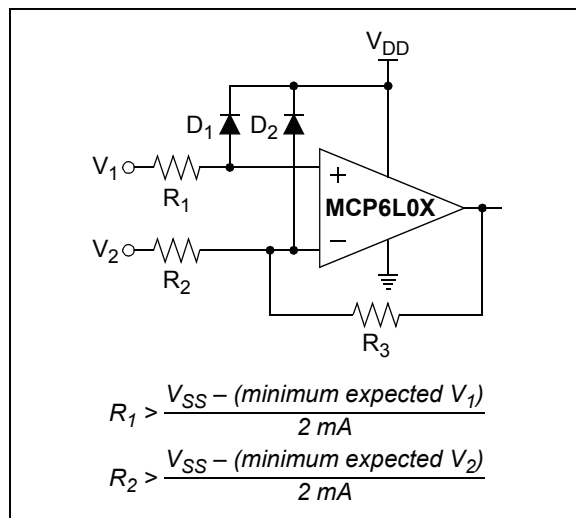 V_DD
D_1 D_2
V_1
R_1
+
MCP6L0X
−
V_2
R_2
R_3
R_1 > V_SS – (minimum expected V_1) / 2 mA
R_2 > V_SS – (minimum expected V_2) / 2 mA